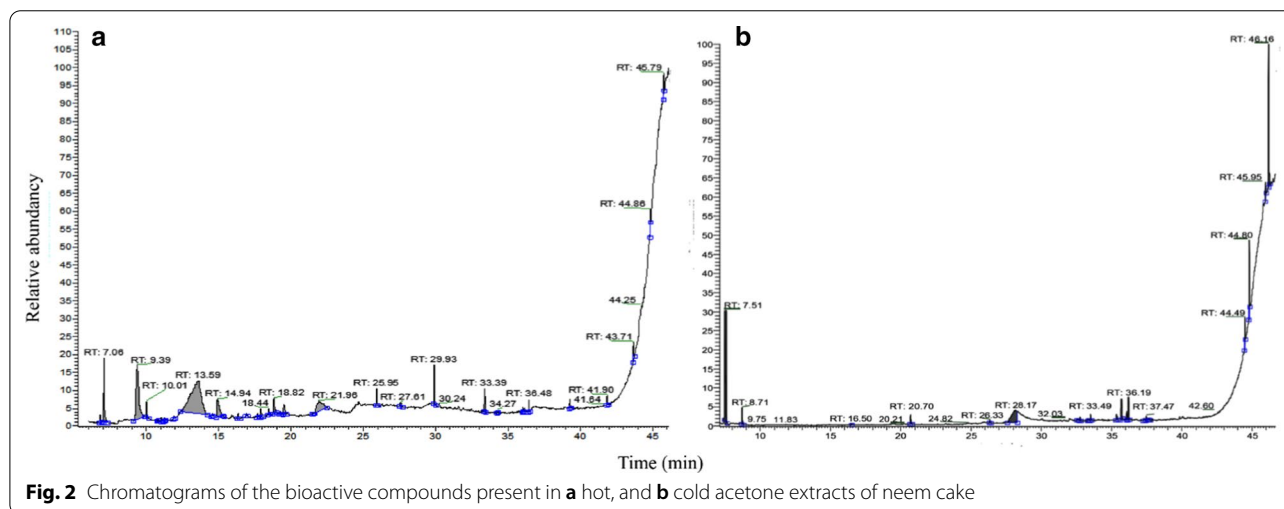 a
110
105
100
95
90
85
80
75
70
65
60
55
50
45
40
35
30
25
20
15
10
5
0
Relative abundance
RT: 45.79
RT: 44.86
44.25
RT: 43.71
RT: 7.06
RT: 9.39
RT: 10.01
RT: 13.59
RT: 14.94
18.44
RT: 18.82
RT: 21.96
RT: 25.95
RT: 27.61
RT: 29.93
30.24
RT: 33.39
34.27
RT: 36.48
RT: 41.90
41.64
10 15 20 25 30 35 40 45
b
100
95
90
85
80
75
70
65
60
55
50
45
40
35
30
25
20
15
10
5
0
RT: 46.16
RT: 45.95
RT: 44.80
RT: 44.49
RT: 7.51
RT: 8.71
9.75
11.83
RT: 16.50
20.21
RT: 20.70
24.82
RT: 26.33
RT: 28.17
32.03
RT: 33.49
RT: 36.19
RT: 37.47
42.60
10 15 20 25 30 35 40 45
Time (min)
Fig. 2 Chromatograms of the bioactive compounds present in a hot, and b cold acetone extracts of neem cake